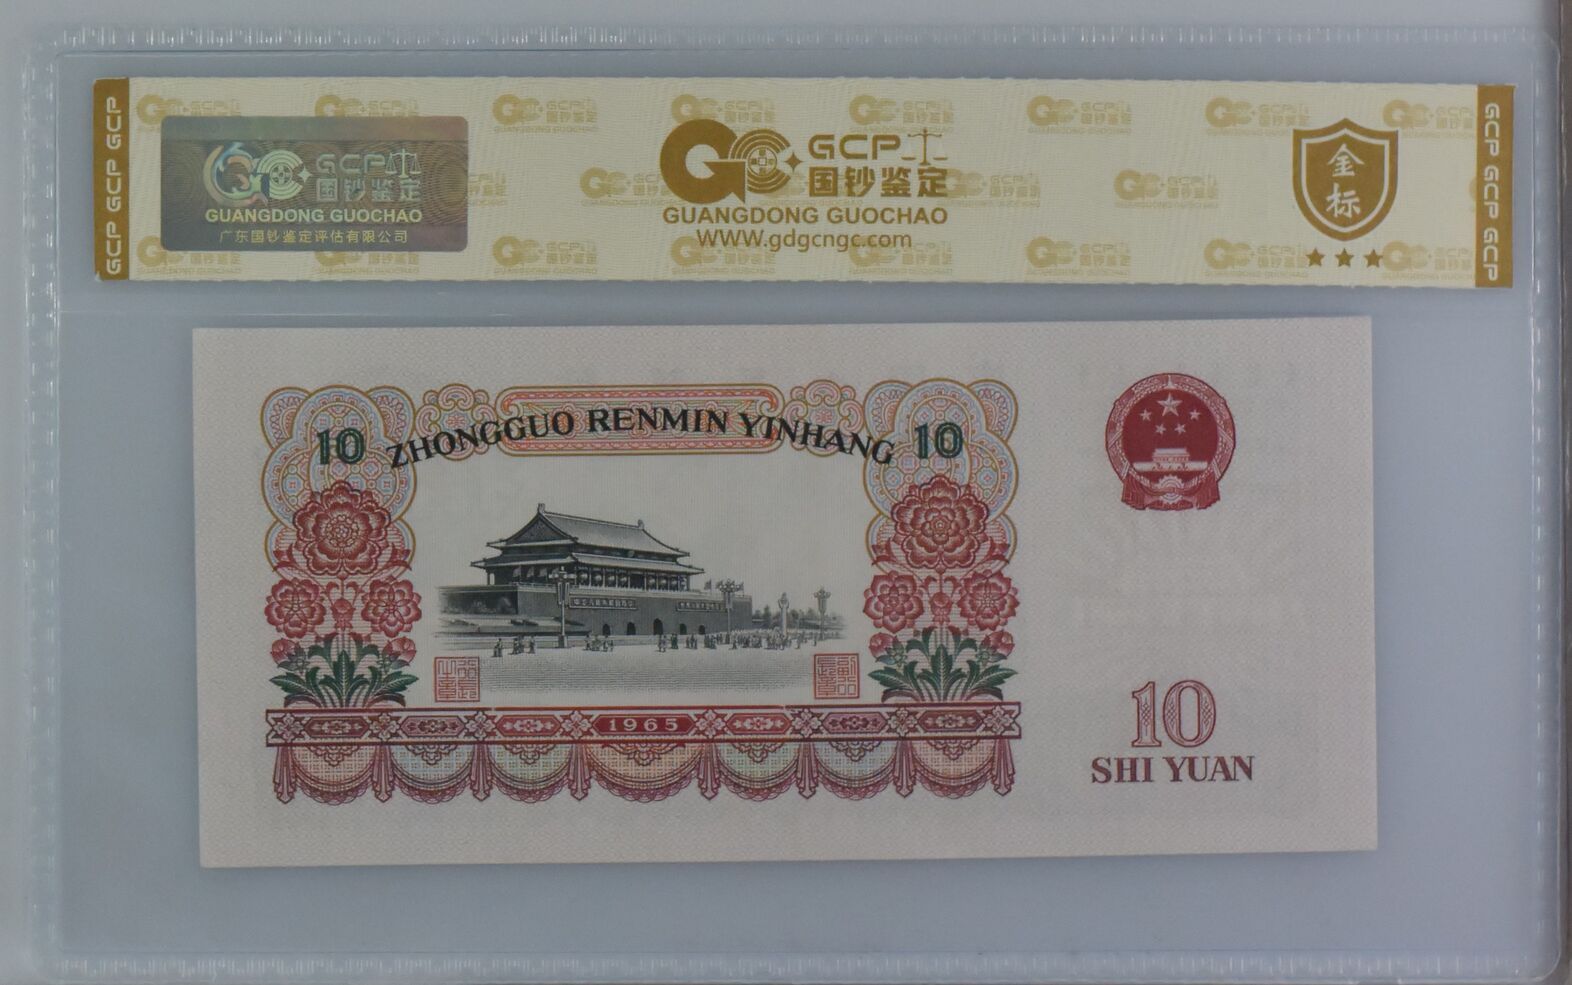 GCP GCP GCP
GCP
国钞鉴定
GUANGDONG GUOCHAO
广东国钞鉴定评估有限公司
GCP
国钞鉴定
GUANGDONG GUOCHAO
WWW.gdgcngc.com
金
标
GCP GCP GCP
10 ZHONGGUO RENMIN YINHANG 10
1965
10
SHI YUAN